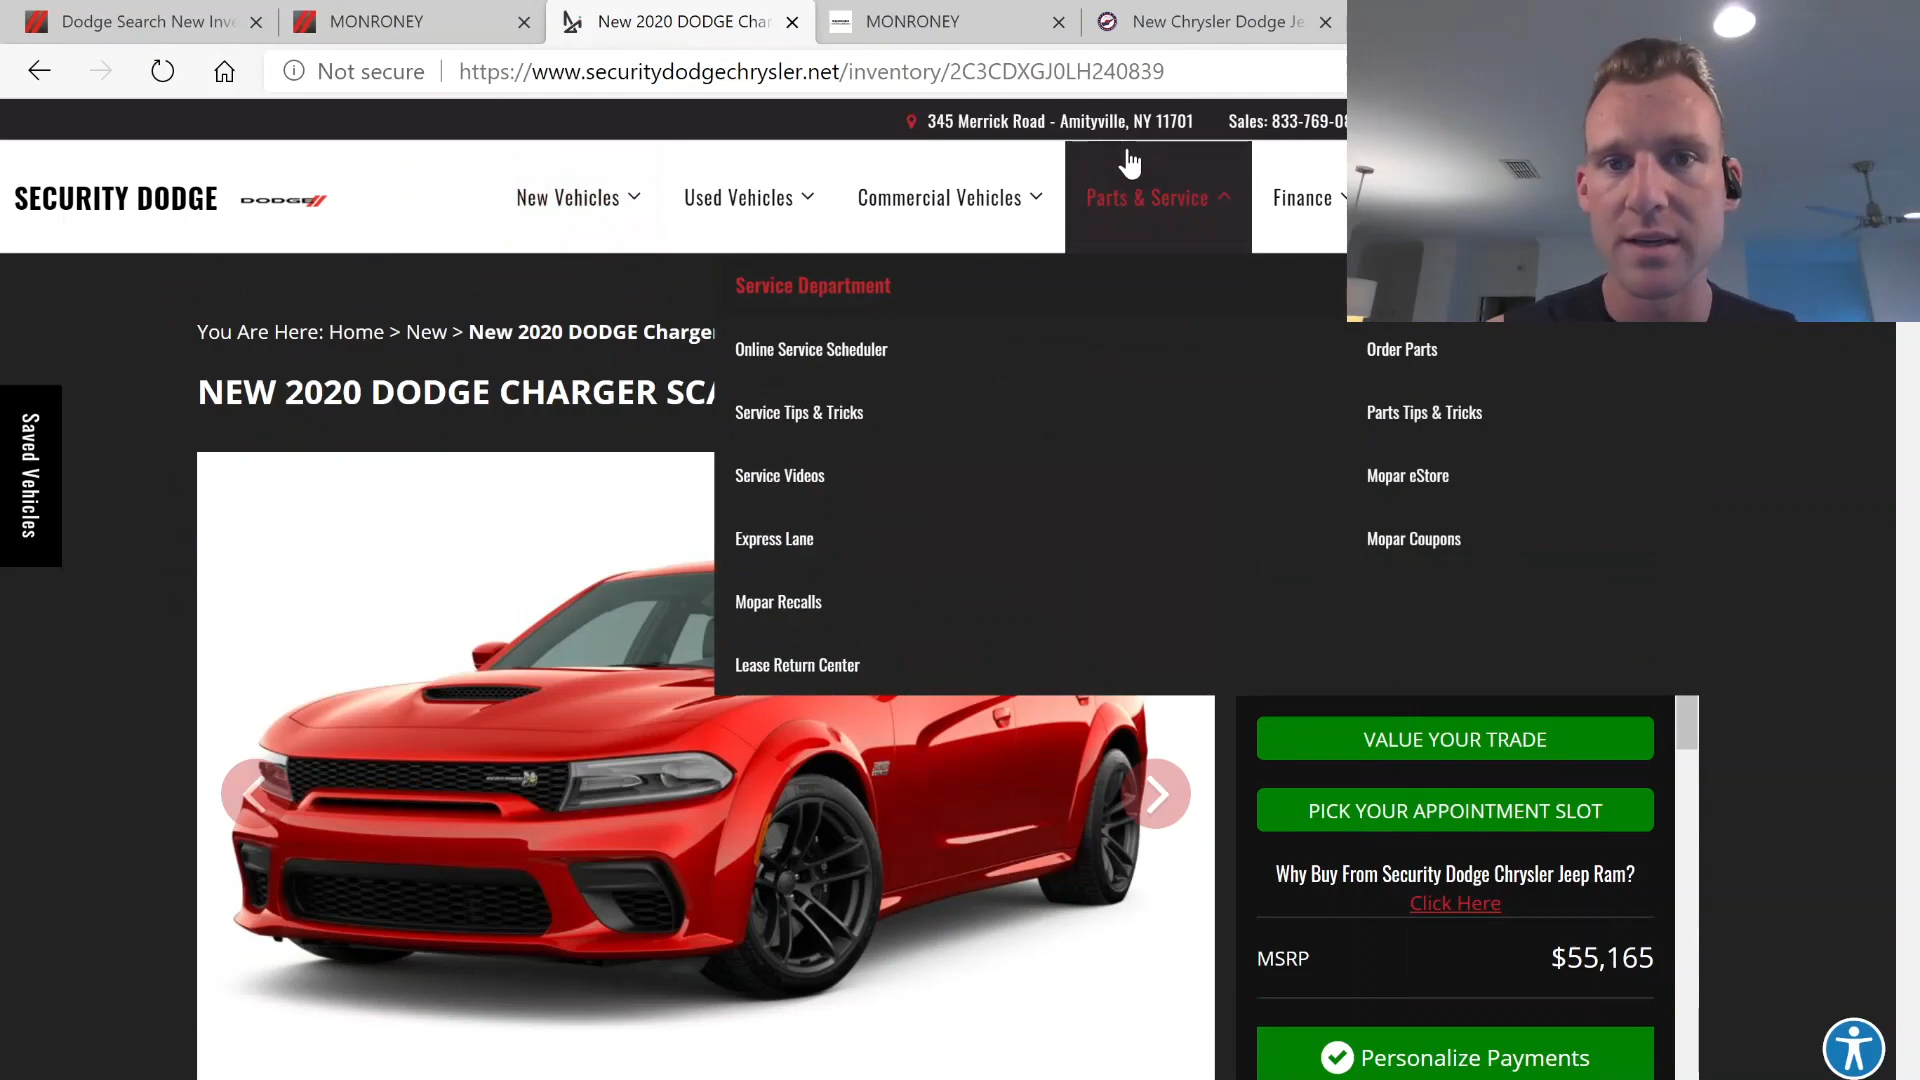 Dodge Search New Inv
MONRONEY
New 2020 DODGE Cha
MONRONEY
New Chrysler Dodge Je
Not secure
https://www.securitydodgechrysler.net/inventory/2C3CDXGJ0LH240839
345 Merrick Road - Amityville, NY 11701
Sales: 833-769-0
SECURITY DODGE
DODGE
New Vehicles
Used Vehicles
Commercial Vehicles
Parts & Service
Finance
Service Department
You Are Here: Home > New > New 2020 DODGE Charge
Online Service Scheduler
Order Parts
NEW 2020 DODGE CHARGER SCA
Service Tips & Tricks
Parts Tips & Tricks
Saved Vehicles
Service Videos
Mopar eStore
Express Lane
Mopar Coupons
Mopar Recalls
Lease Return Center
VALUE YOUR TRADE
PICK YOUR APPOINTMENT SLOT
Why Buy From Security Dodge Chrysler Jeep Ram?
Click Here
MSRP
$55,165
Personalize Payments